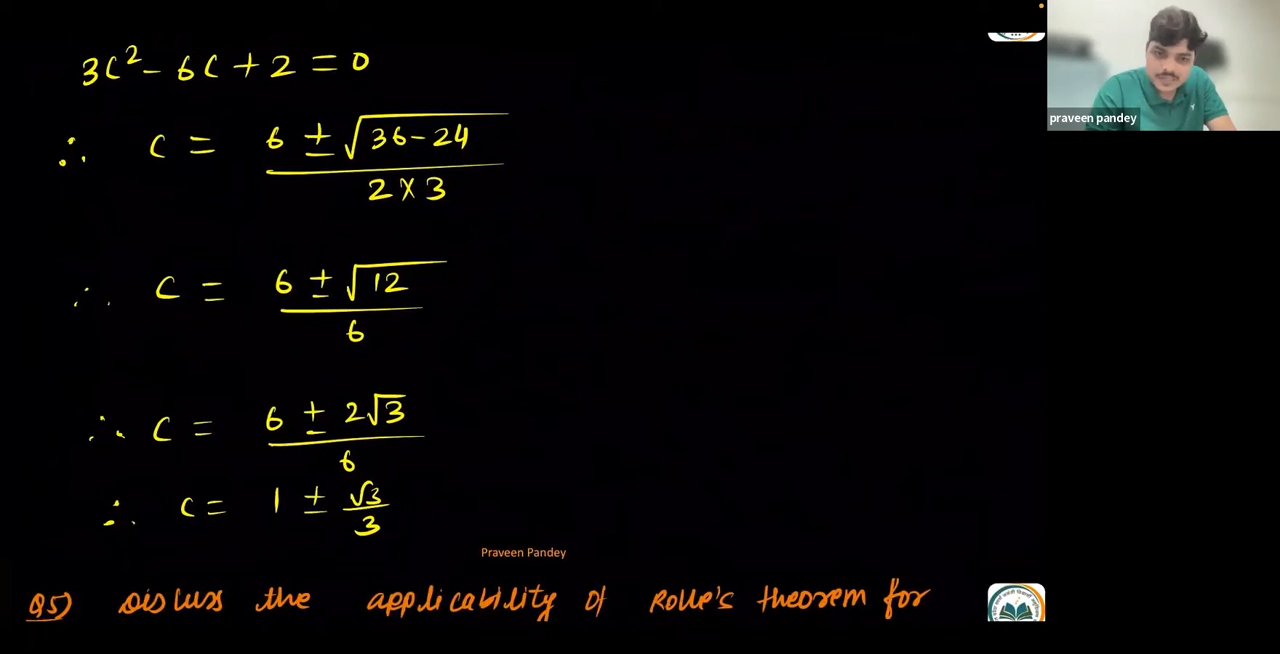 3c² - 6c + 2 = 0
∴ c = (6 ± √(36 - 24)) / (2 × 3)
∴ c = (6 ± √12) / 6
∴ c = (6 ± 2√3) / 6
∴ c = 1 ± √3/3
Praveen Pandey
Q5) Discuss the applicability of Rolle's theorem for
praveen pandey